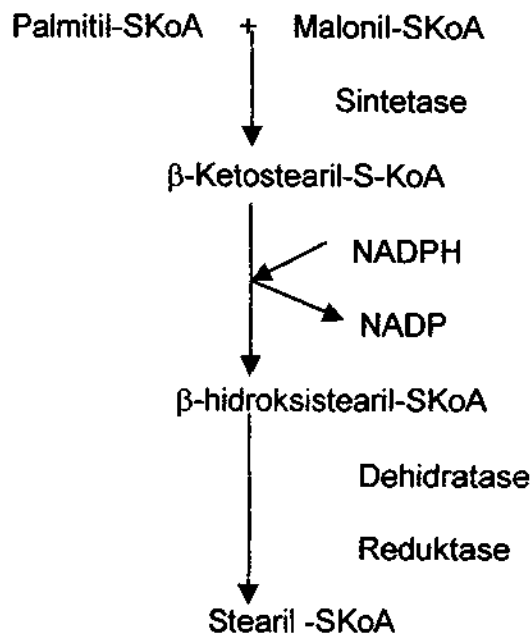 Palmitil-SKoA + Malonil-SKoA
Sintetase
β-Ketostearil-S-KoA
NADPH
NADP
β-hidroksistearil-SKoA
Dehidratase
Reduktase
Stearil -SKoA